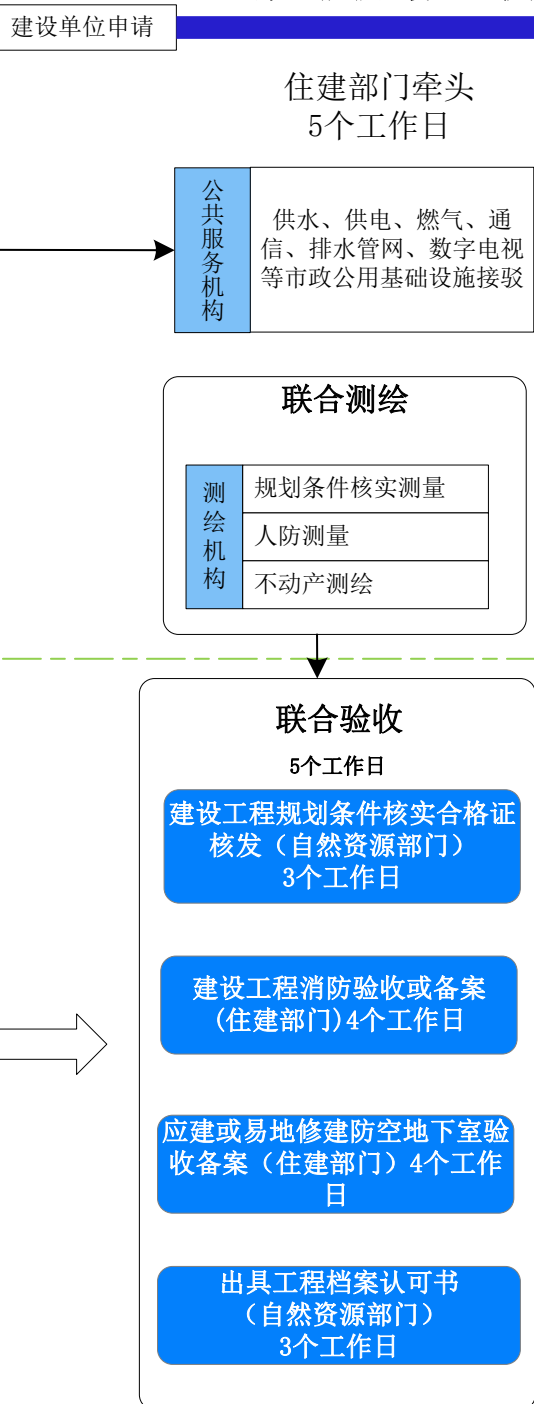 建设单位申请
住建部门牵头
5个工作日
公共服务机构
供水、供电、燃气、通
信、排水管网、数字电视
等市政公用基础设施接驳
联合测绘
测绘机构
规划条件核实测量
人防测量
不动产测绘
联合验收
5个工作日
建设工程规划条件核实合格证
核发（自然资源部门）
3个工作日
建设工程消防验收或备案
(住建部门)4个工作日
应建或易地修建防空地下室验
收备案（住建部门）4个工作
日
出具工程档案认可书
（自然资源部门）
3个工作日